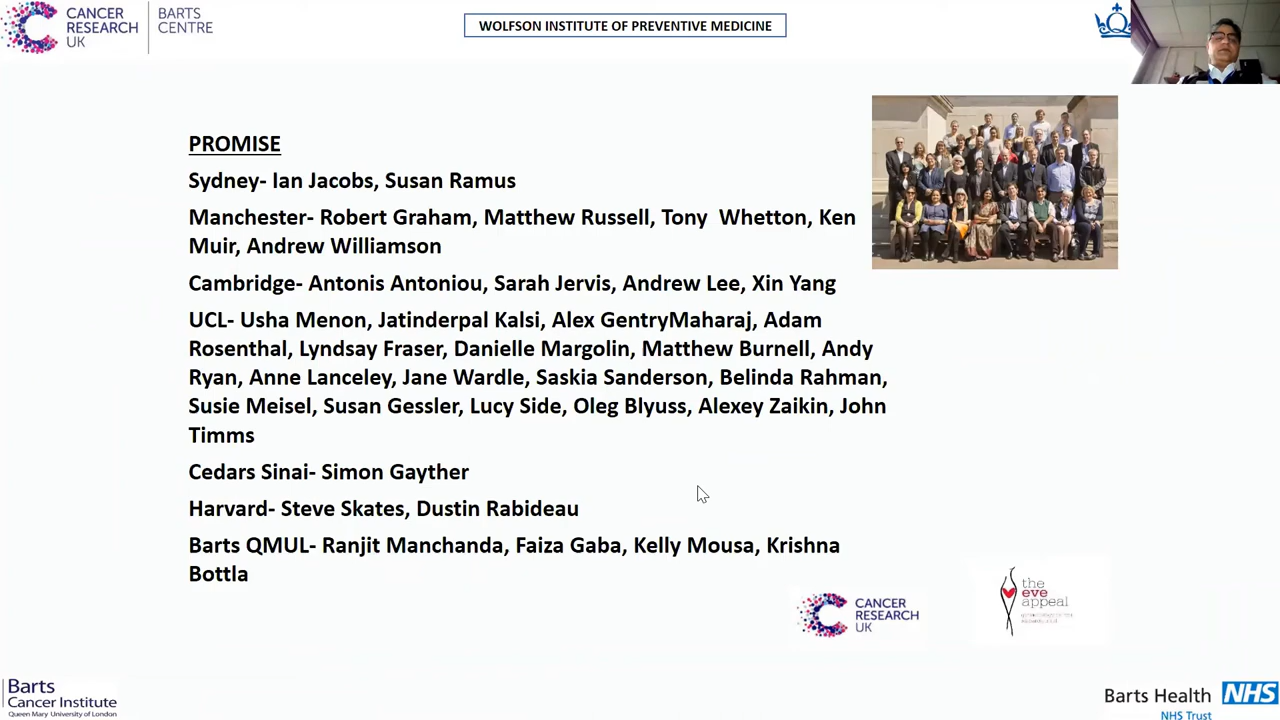 CANCER
RESEARCH
UK
BARTS
CENTRE
WOLFSON INSTITUTE OF PREVENTIVE MEDICINE
PROMISE
Sydney- Ian Jacobs, Susan Ramus
Manchester- Robert Graham, Matthew Russell, Tony Whetton, Ken
Muir, Andrew Williamson
Cambridge- Antonis Antoniou, Sarah Jervis, Andrew Lee, Xin Yang
UCL- Usha Menon, Jatinderpal Kalsi, Alex GentryMaharaj, Adam
Rosenthal, Lyndsay Fraser, Danielle Margolin, Matthew Burnell, Andy
Ryan, Anne Lanceley, Jane Wardle, Saskia Sanderson, Belinda Rahman,
Susie Meisel, Susan Gessler, Lucy Side, Oleg Blyuss, Alexey Zaikin, John
Timms
Cedars Sinai- Simon Gayther
Harvard- Steve Skates, Dustin Rabideau
Barts QMUL- Ranjit Manchanda, Faiza Gaba, Kelly Mousa, Krishna
Bottla
CANCER
RESEARCH
UK
the
eve
appeal
Barts
Cancer Institute
Queen Mary University of London
Barts Health NHS
NHS Trust